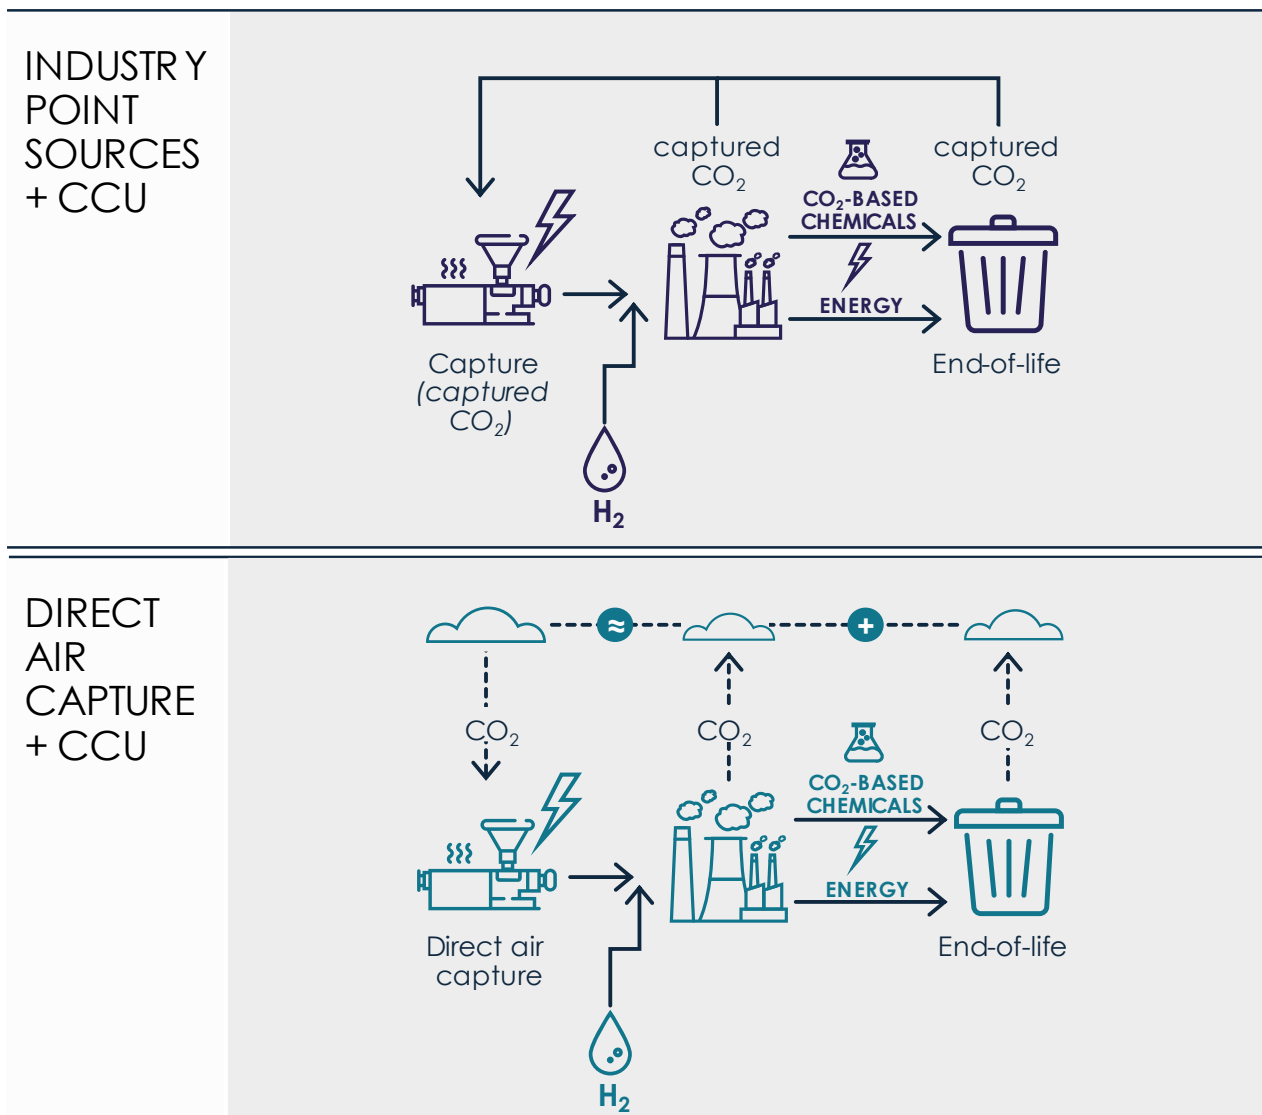 INDUSTRY
POINT
SOURCES
+ CCU
captured
CO₂
captured
CO₂
CO₂-BASED
CHEMICALS
ENERGY
Capture
(captured
CO₂)
End-of-life
H₂
DIRECT
AIR
CAPTURE
+ CCU
≈
+
CO₂
CO₂
CO₂
CO₂-BASED
CHEMICALS
ENERGY
Direct air
capture
End-of-life
H₂